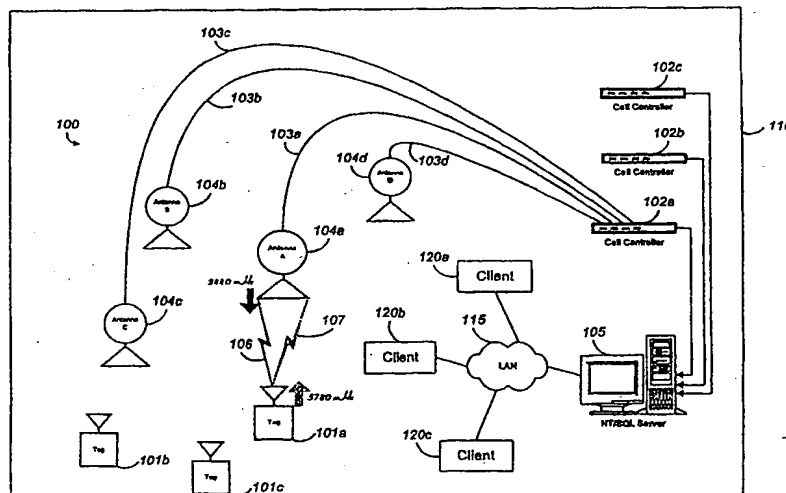 103c
102c
Cell Controller
100
103b
110
103a
102b
Cell Controller
104d
103d
Antenna
D
104b
Antenna
B
102a
Cell Controller
104a
Antenna
A
120a
Client
104c
Antenna
C
120b
Client
115
LAN
105
106
107
5780 MHz
NT/SQL Server
Tag
101a
120c
Client
Tag
101b
Tag
101c